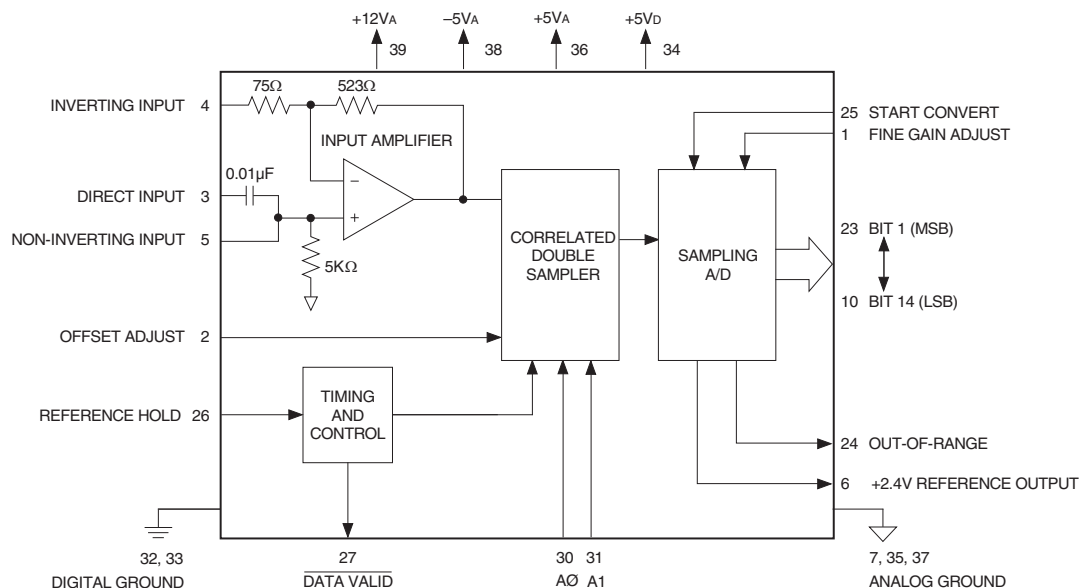 +12VA
–5VA
+5VA
+5VD
39
38
36
34
75Ω
523Ω
INVERTING INPUT 4
25 START CONVERT
1 FINE GAIN ADJUST
INPUT AMPLIFIER
0.01µF
DIRECT INPUT 3
–
+
NON-INVERTING INPUT 5
5KΩ
CORRELATED
DOUBLE
SAMPLER
SAMPLING
A/D
23 BIT 1 (MSB)
10 BIT 14 (LSB)
OFFSET ADJUST 2
REFERENCE HOLD 26
TIMING
AND
CONTROL
24 OUT-OF-RANGE
6 +2.4V REFERENCE OUTPUT
32, 33
DIGITAL GROUND
27
DATA VALID
30
AØ
31
A1
7, 35, 37
ANALOG GROUND